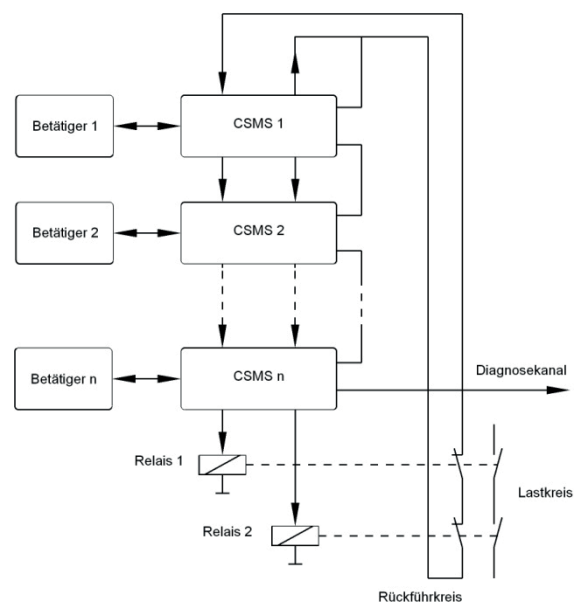 Betätiger 1
CSMS 1
Betätiger 2
CSMS 2
Betätiger n
CSMS n
Diagnosekanal
Relais 1
Lastkreis
Relais 2
Rückführkreis